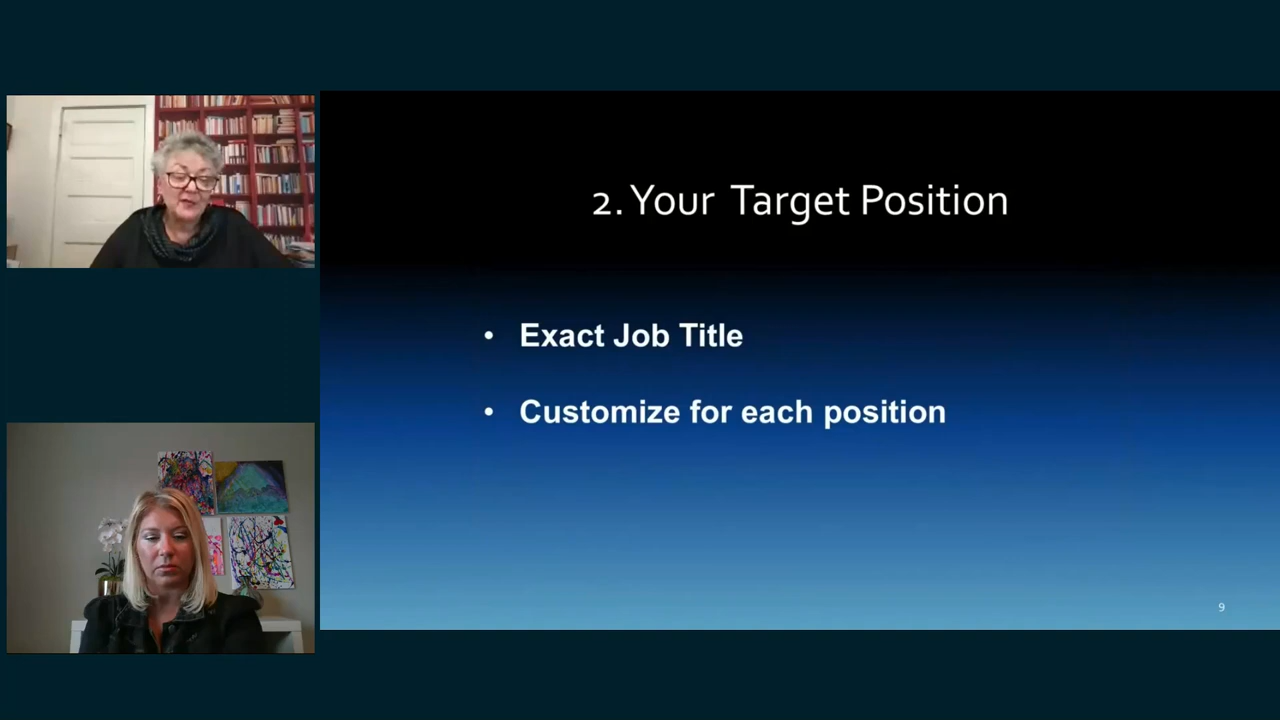 2. Your Target Position
• Exact Job Title
• Customize for each position
9